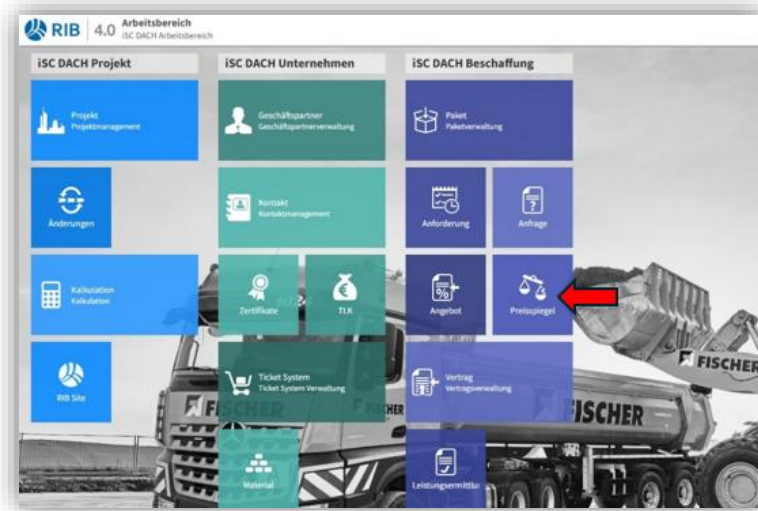 RIB 4.0 Arbeitsbereich
iSC DACH Arbeitsbereich
iSC DACH Projekt
Projekt
Projektmanagement
Änderungen
Kalkulation
Kalkulation
RIB Site
iSC DACH Unternehmen
Geschäftspartner
Geschäftspartnerverwaltung
Kontakt
Kontaktmanagement
Zertifikate
TLK
Ticket System
Ticket System Verwaltung
Material
iSC DACH Beschaffung
Paket
Paketverwaltung
Anforderung
Anfrage
Angebot
Preisspiegel
Vertrag
Vertragsverwaltung
Leistungsermittlu
FISCHER
FISCHER
FISCHER